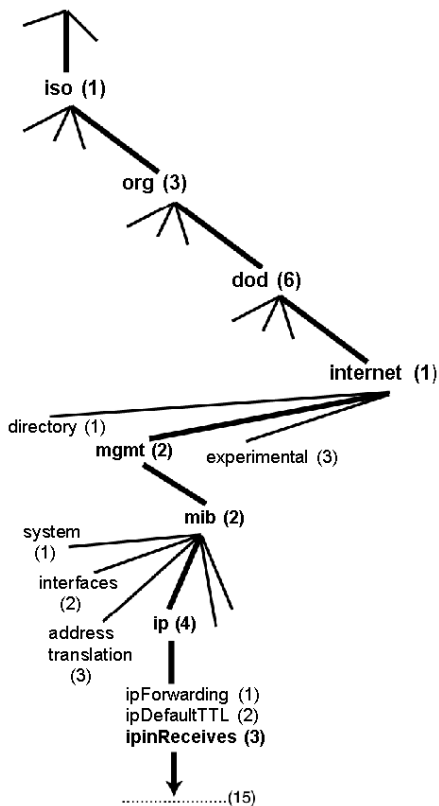 iso (1)
org (3)
dod (6)
internet (1)
directory (1)
mgmt (2)
experimental (3)
mib (2)
system
(1)
interfaces
(2)
ip (4)
address
translation
(3)
ipForwarding (1)
ipDefaultTTL (2)
ipinReceives (3)
........................(15)